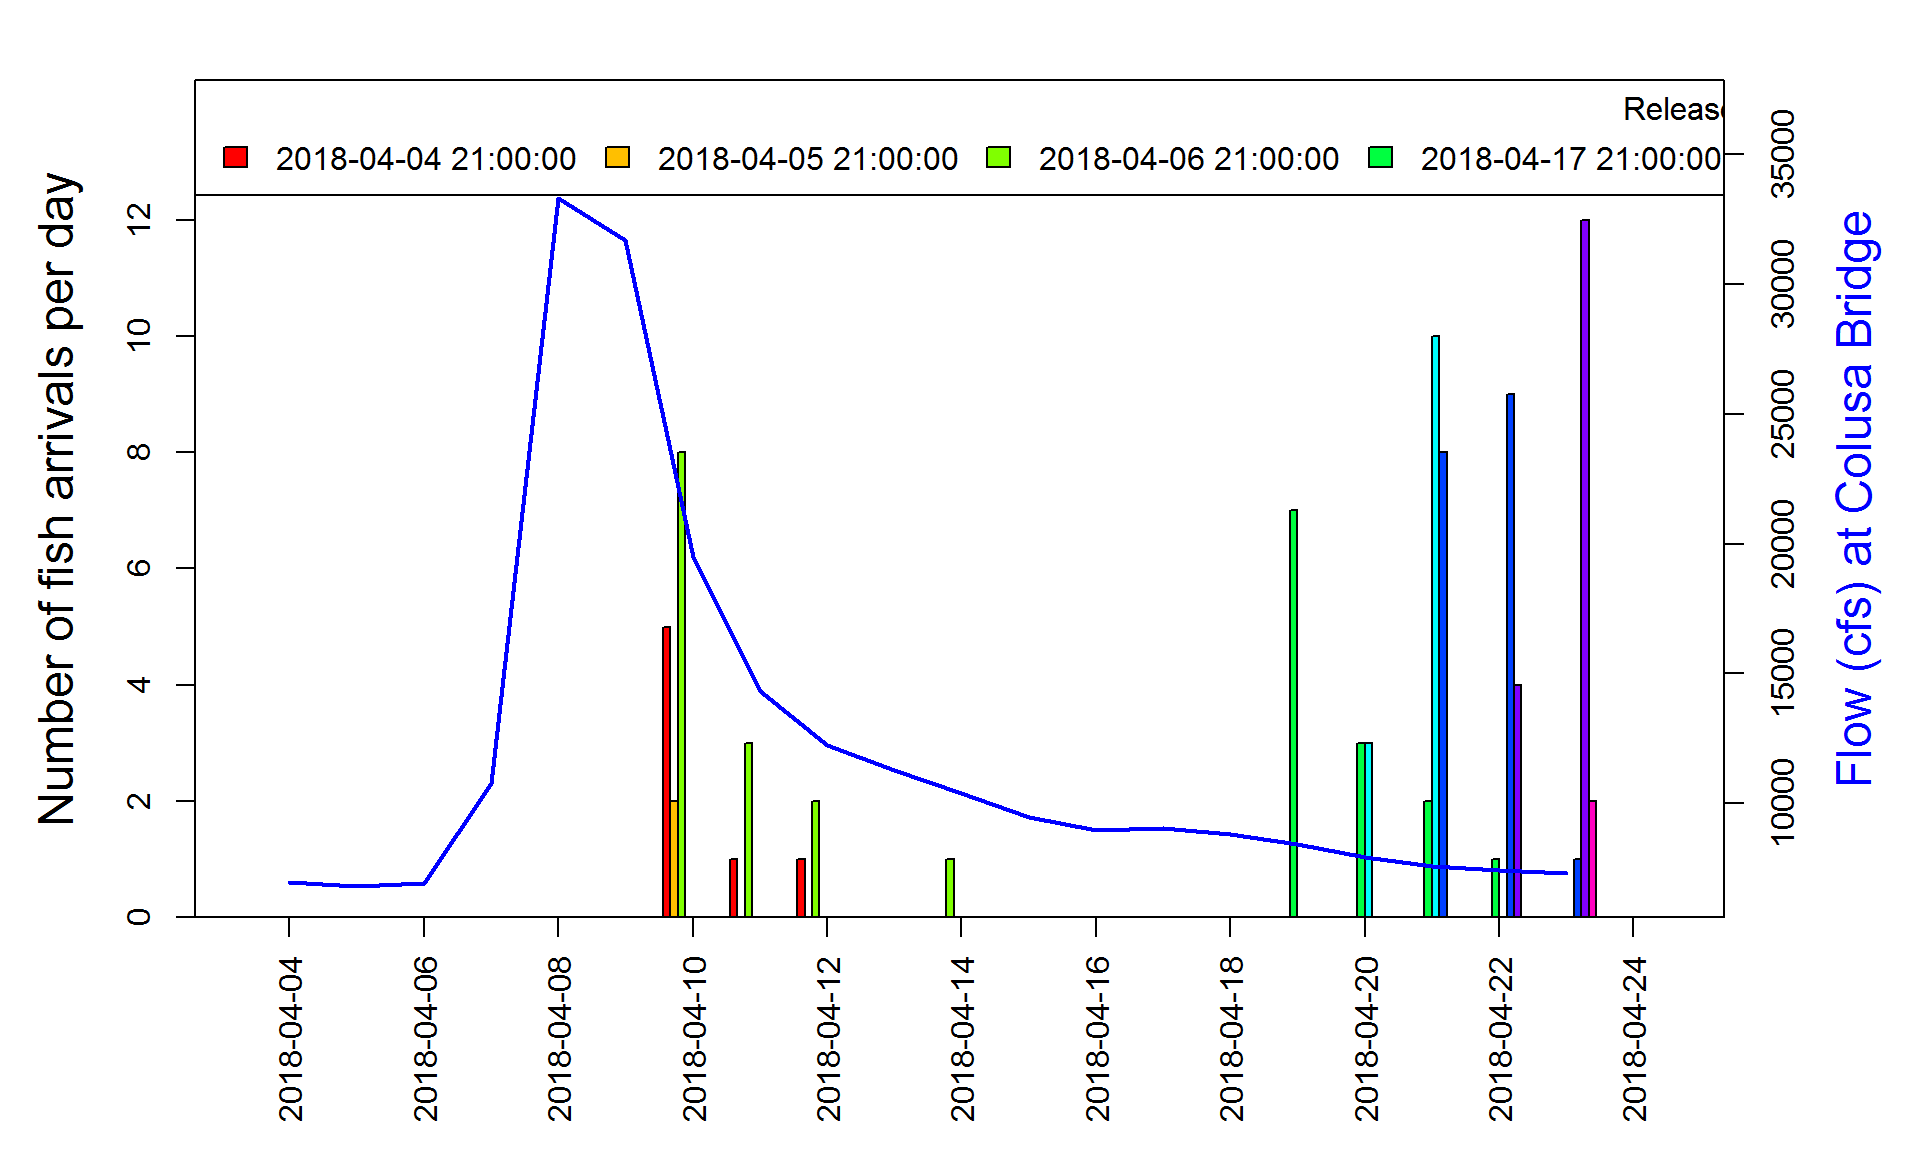 Releas
2018-04-04 21:00:00 2018-04-05 21:00:00 2018-04-06 21:00:00 2018-04-17 21:00:00
Number of fish arrivals per day
0 2 4 6 8 10 12
10000 15000 20000 25000 30000 35000
Flow (cfs) at Colusa Bridge
2018-04-04 2018-04-06 2018-04-08 2018-04-10 2018-04-12 2018-04-14 2018-04-16 2018-04-18 2018-04-20 2018-04-22 2018-04-24